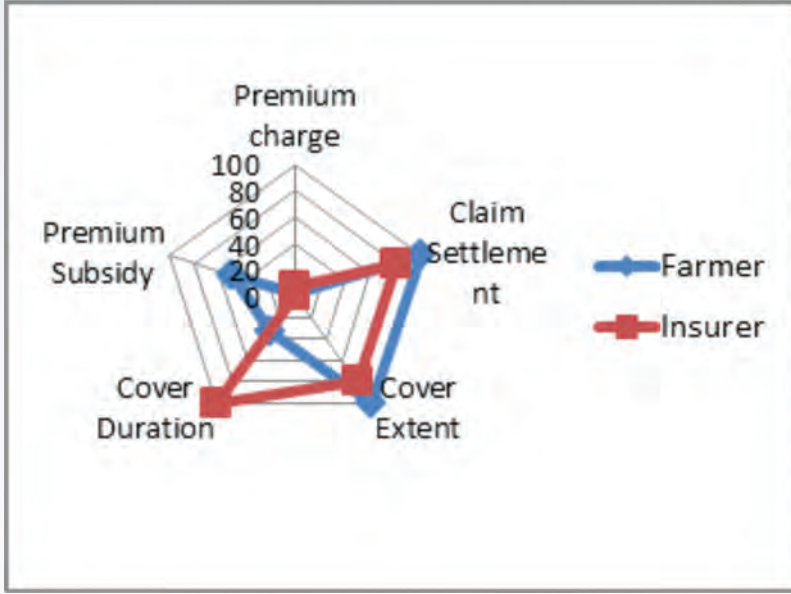 Premium
charge
100
80
60
40
20
0
Claim
Settleme
nt
Premium
Subsidy
Cover
Duration
Cover
Extent
Farmer
Insurer